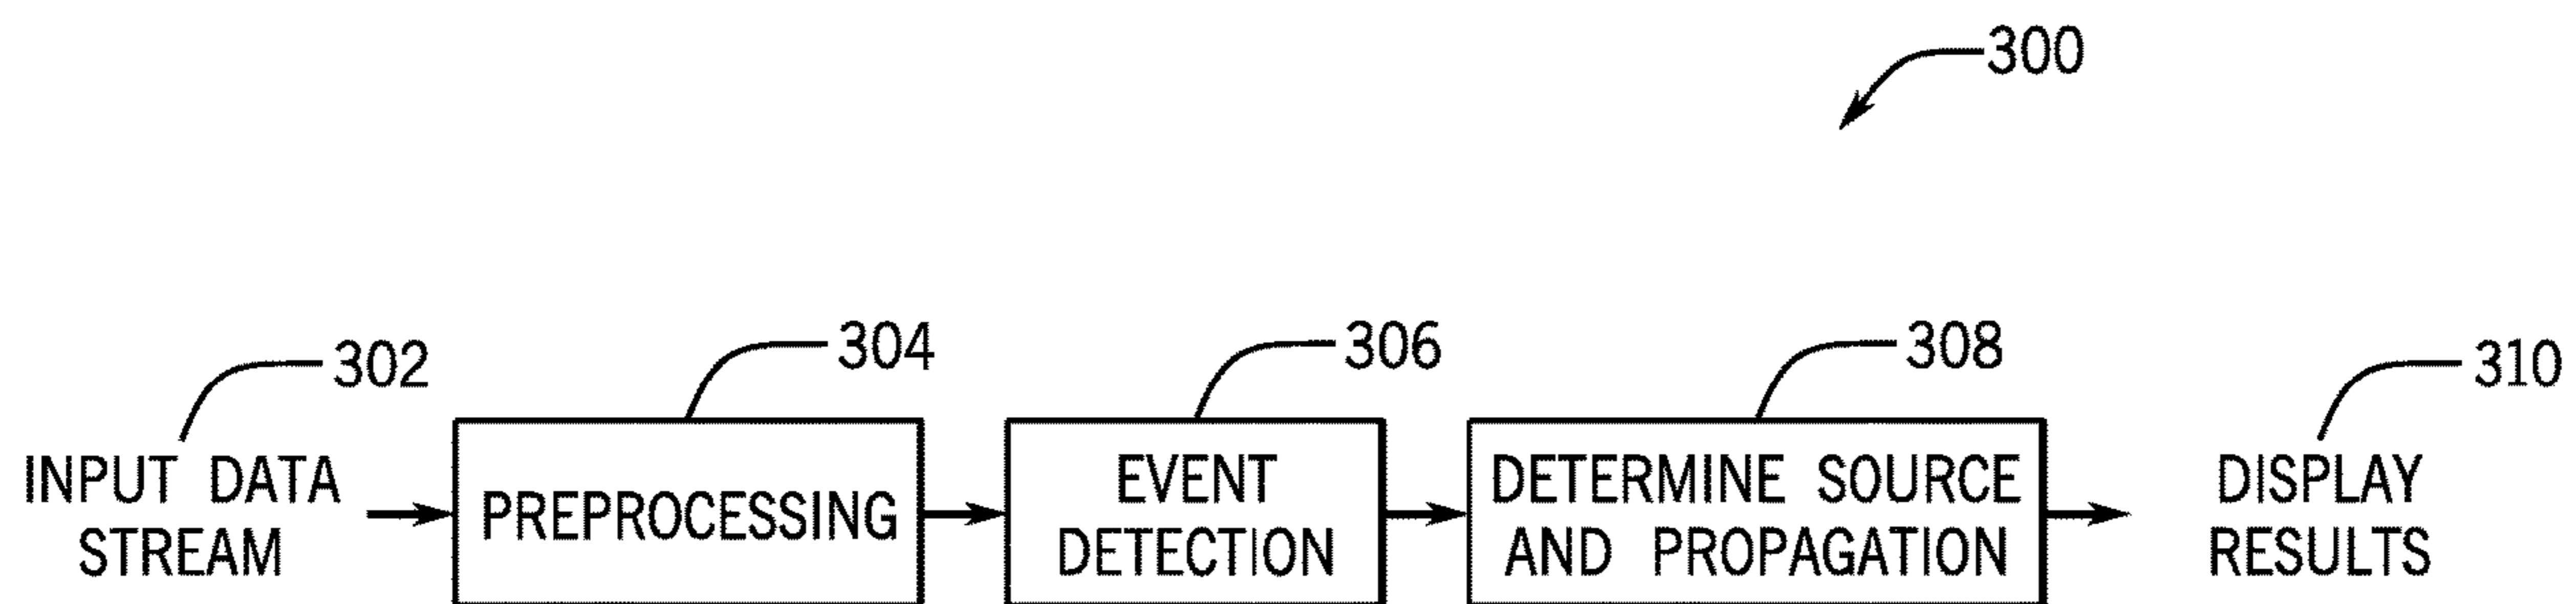 300
302
304
306
308
310
INPUT DATA
STREAM
PREPROCESSING
EVENT
DETECTION
DETERMINE SOURCE
AND PROPAGATION
DISPLAY
RESULTS